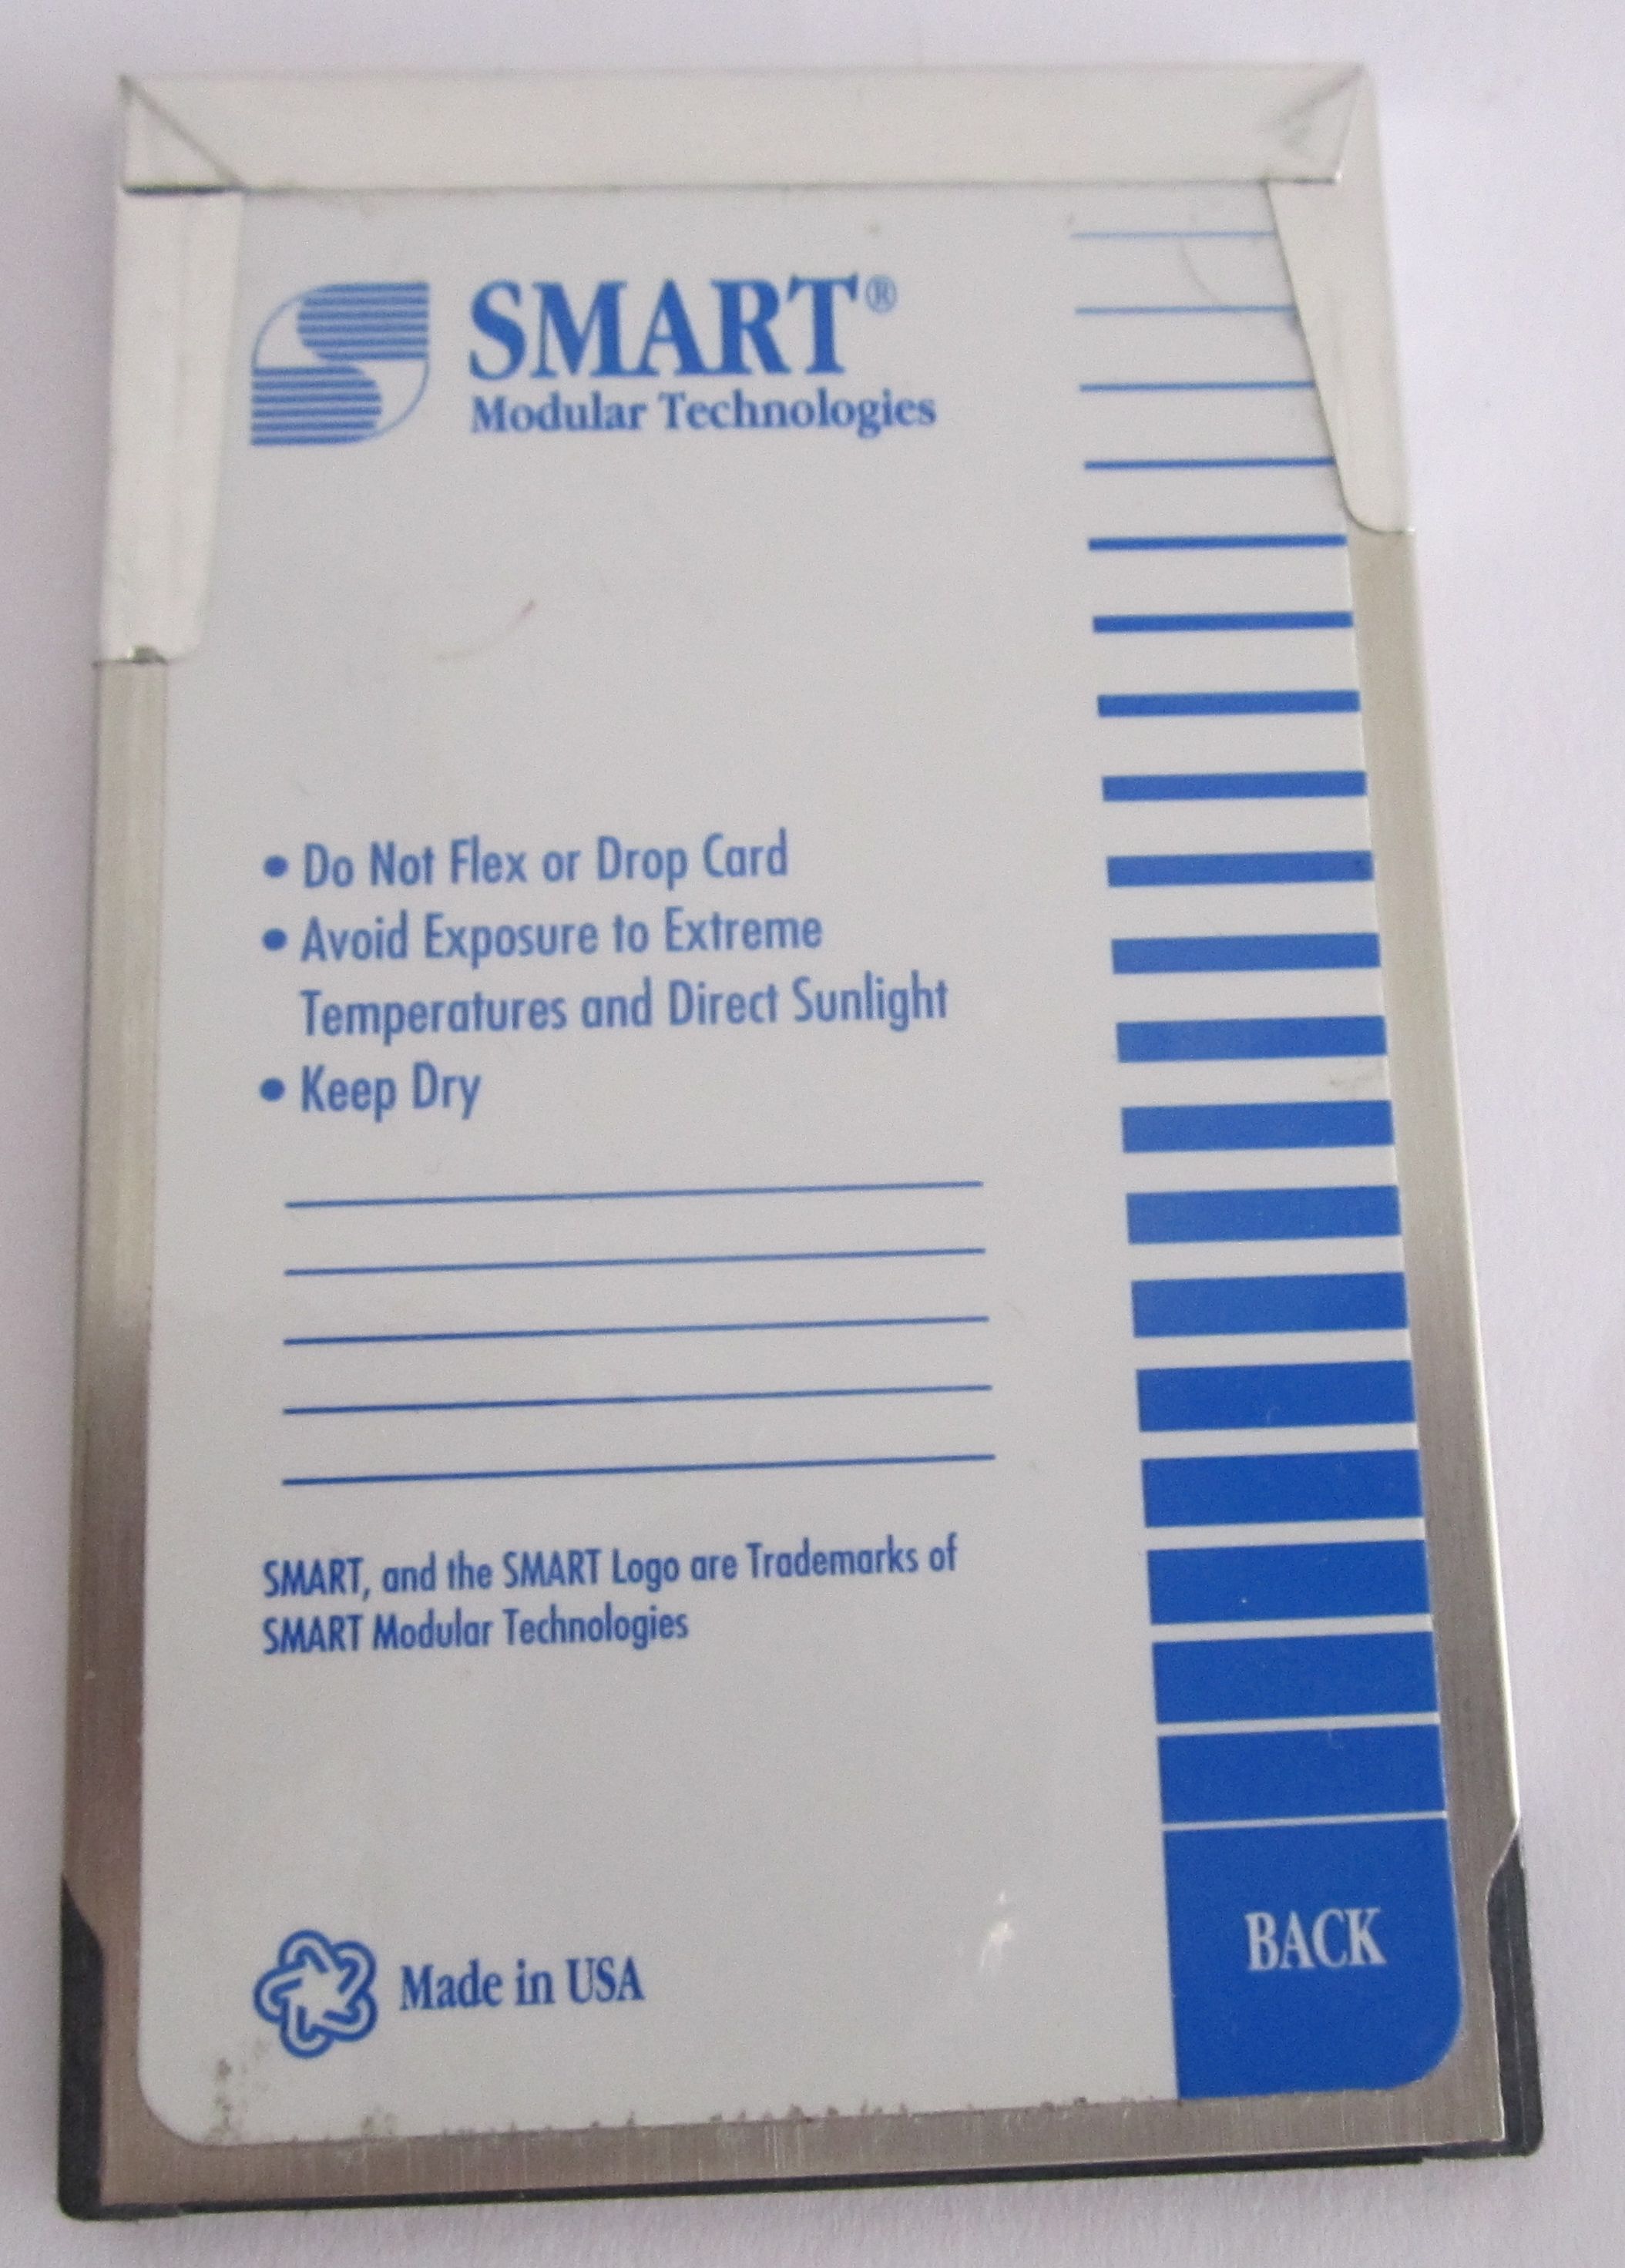 SMART®
Modular Technologies
• Do Not Flex or Drop Card
• Avoid Exposure to Extreme
Temperatures and Direct Sunlight
• Keep Dry
SMART, and the SMART Logo are Trademarks of
SMART Modular Technologies
Made in USA
BACK